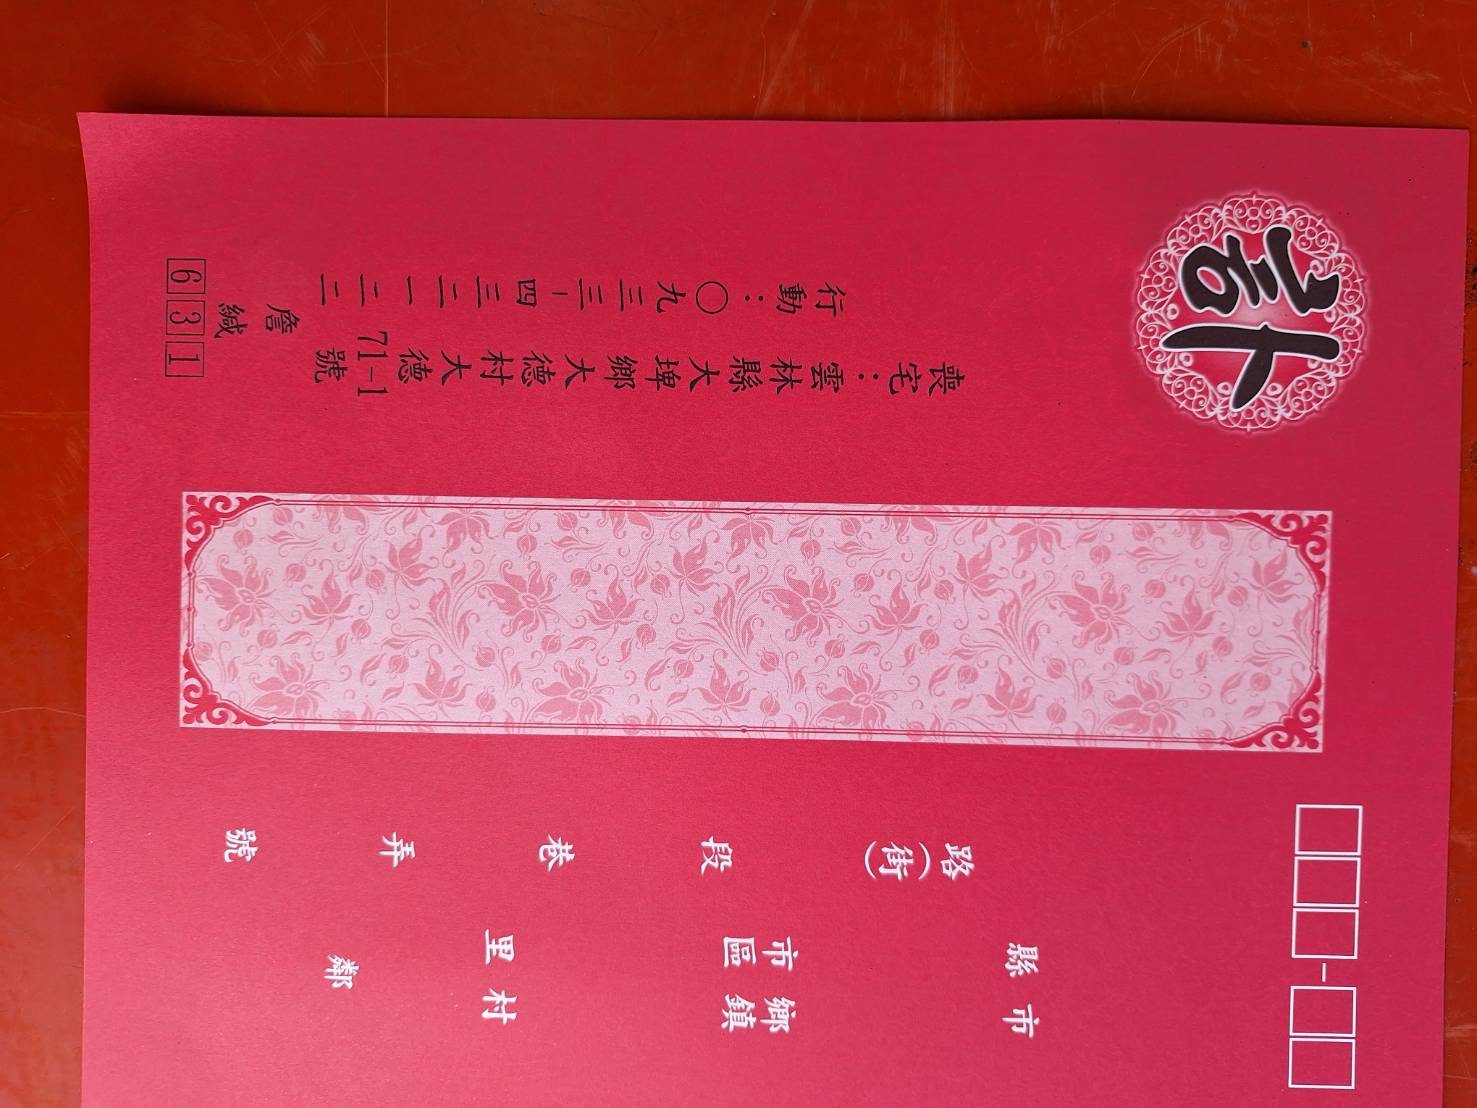 市鄉鎮村
縣市區里鄰
路(街)段巷弄號
訃
喪宅：雲林縣大埤鄉大德村大德71-1號
行動：〇九三三-四三二一二二
詹緘
631